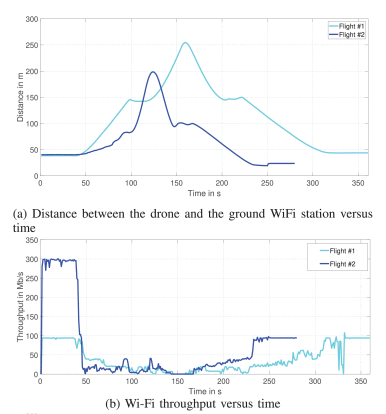 300
250
200
150
100
50
0
Distance in m
Flight #1
Flight #2
0 50 100 150 200 250 300 350
Time in s
(a) Distance between the drone and the ground WiFi station versus
time
350
300
250
200
150
100
50
0
Throughput in Mb/s
Flight #1
Flight #2
0 50 100 150 200 250 300 350
Time in s
(b) Wi-Fi throughput versus time